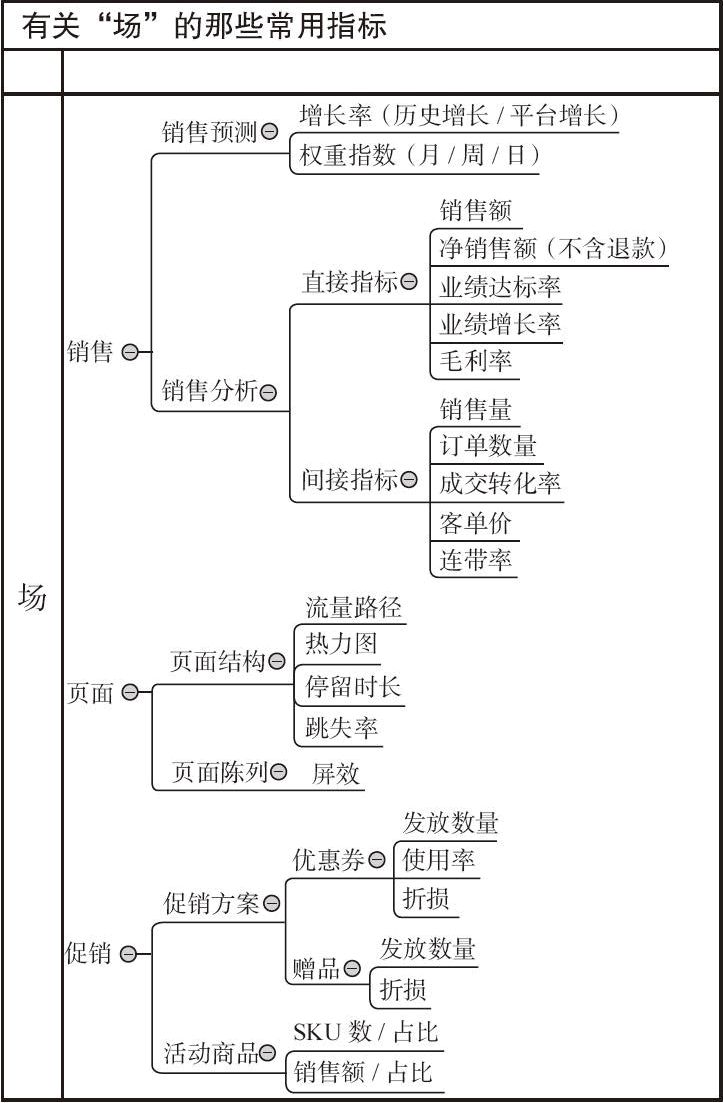 有关“场”的那些常用指标
场
销售
销售预测
增长率（历史增长/平台增长）
权重指数（月/周/日）
销售分析
直接指标
销售额
净销售额（不含退款）
业绩达标率
业绩增长率
毛利率
间接指标
销售量
订单数量
成交转化率
客单价
连带率
页面
页面结构
流量路径
热力图
停留时长
跳失率
页面陈列
屏效
促销
促销方案
优惠券
发放数量
使用率
折损
赠品
发放数量
折损
活动商品
SKU 数/占比
销售额/占比